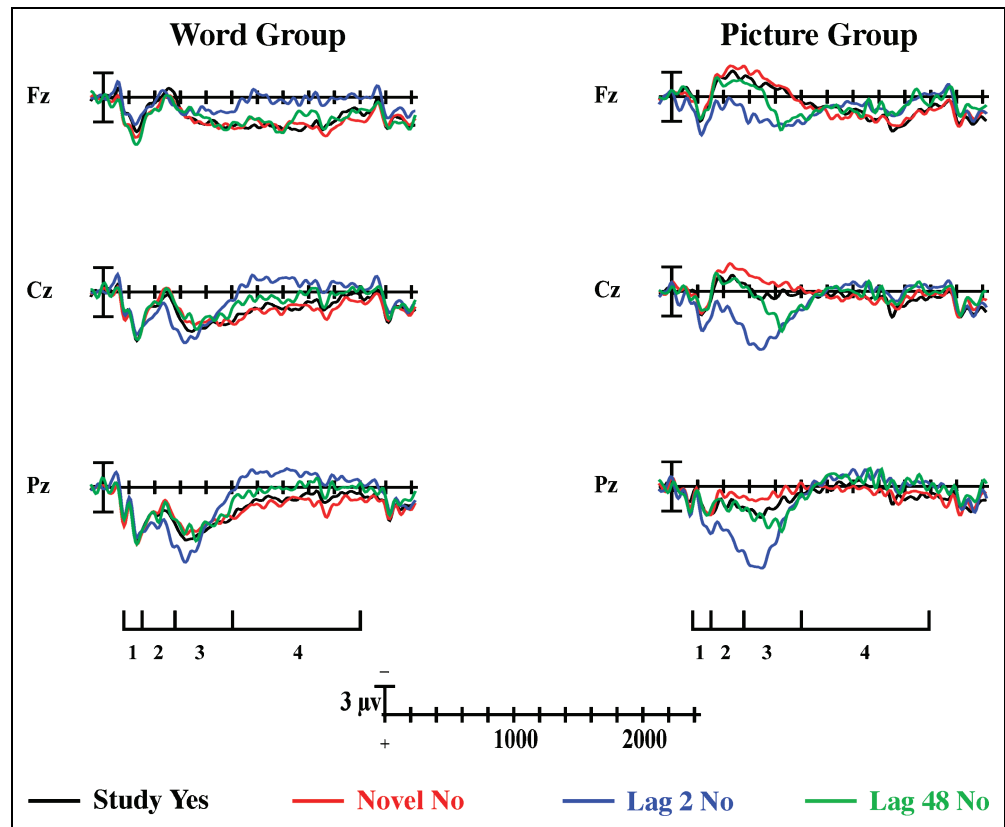 Word Group
Picture Group
Fz
Fz
Cz
Cz
Pz
Pz
1 2 3 4
1 2 3 4
−
3 μv
+
1000 2000
Study Yes Novel No Lag 2 No Lag 48 No